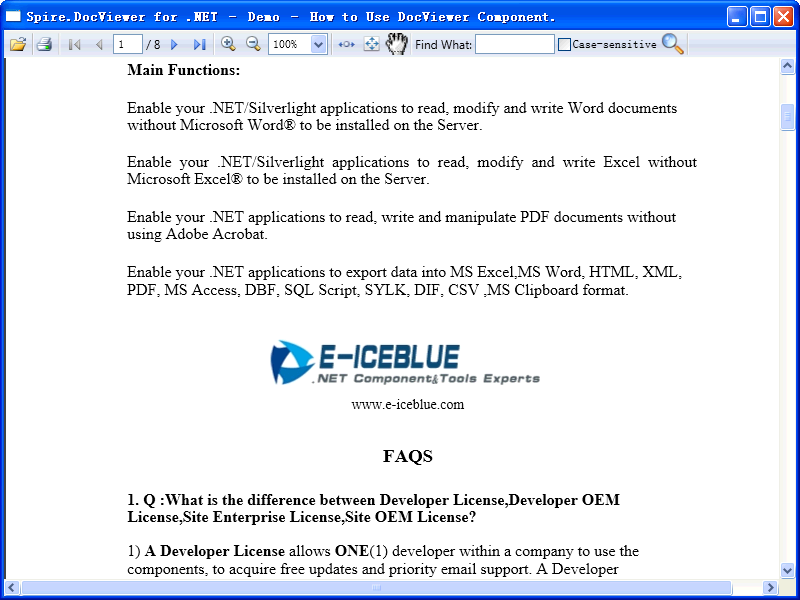 Spire.DocViewer for .NET - Demo - How to Use DocViewer Component.
1 / 8 100% Find What: Case-sensitive
Main Functions:
Enable your .NET/Silverlight applications to read, modify and write Word documents
without Microsoft Word® to be installed on the Server.
Enable your .NET/Silverlight applications to read, modify and write Excel without
Microsoft Excel® to be installed on the Server.
Enable your .NET applications to read, write and manipulate PDF documents without
using Adobe Acrobat.
Enable your .NET applications to export data into MS Excel,MS Word, HTML, XML,
PDF, MS Access, DBF, SQL Script, SYLK, DIF, CSV ,MS Clipboard format.
E-ICEBLUE
.NET Component&Tools Experts
www.e-iceblue.com
FAQS
1. Q :What is the difference between Developer License,Developer OEM
License,Site Enterprise License,Site OEM License?
1) A Developer License allows ONE(1) developer within a company to use the
components, to acquire free updates and priority email support. A Developer